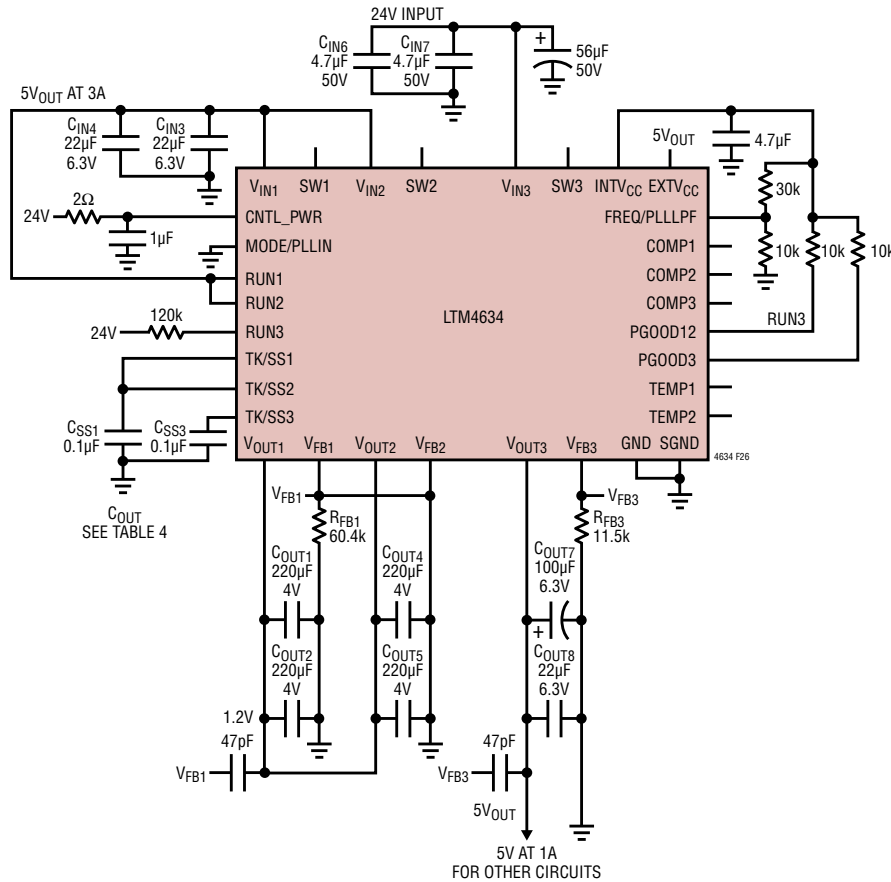 24V INPUT
CIN6
4.7µF
50V
CIN7
4.7µF
50V
+
56µF
50V
5VOUT AT 3A
CIN4
22µF
6.3V
CIN3
22µF
6.3V
5VOUT
4.7µF
VIN1
SW1
VIN2
SW2
VIN3
SW3
INTVCC
EXTVCC
30k
24V
2Ω
CNTL_PWR
FREQ/PLLLPF
1µF
MODE/PLLIN
COMP1
10k
10k
10k
RUN1
COMP2
RUN2
COMP3
LTM4634
24V
120k
RUN3
PGOOD12
RUN3
TK/SS1
PGOOD3
TK/SS2
TEMP1
TK/SS3
TEMP2
CSS1
0.1µF
CSS3
0.1µF
VOUT1
VFB1
VOUT2
VFB2
VOUT3
VFB3
GND
SGND
4634 F26
COUT
SEE TABLE 4
VFB1
RFB1
60.4k
VFB3
RFB3
11.5k
COUT1
220µF
4V
COUT4
220µF
4V
COUT7
100µF
6.3V
+
COUT2
220µF
4V
COUT5
220µF
4V
COUT8
22µF
6.3V
1.2V
47pF
VFB1
47pF
VFB3
5VOUT
5V AT 1A
FOR OTHER CIRCUITS